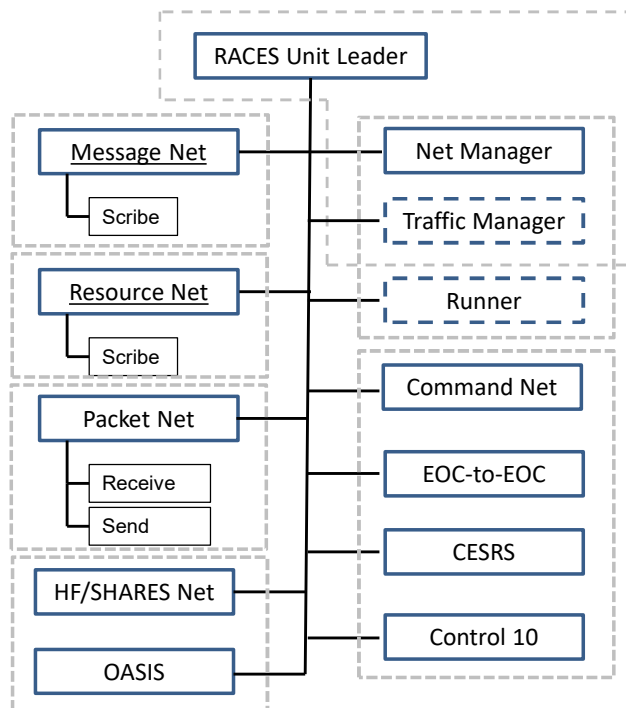 RACES Unit Leader
Message Net
Scribe
Net Manager
Traffic Manager
Resource Net
Scribe
Runner
Packet Net
Receive
Send
Command Net
EOC-to-EOC
HF/SHARES Net
OASIS
CESRS
Control 10